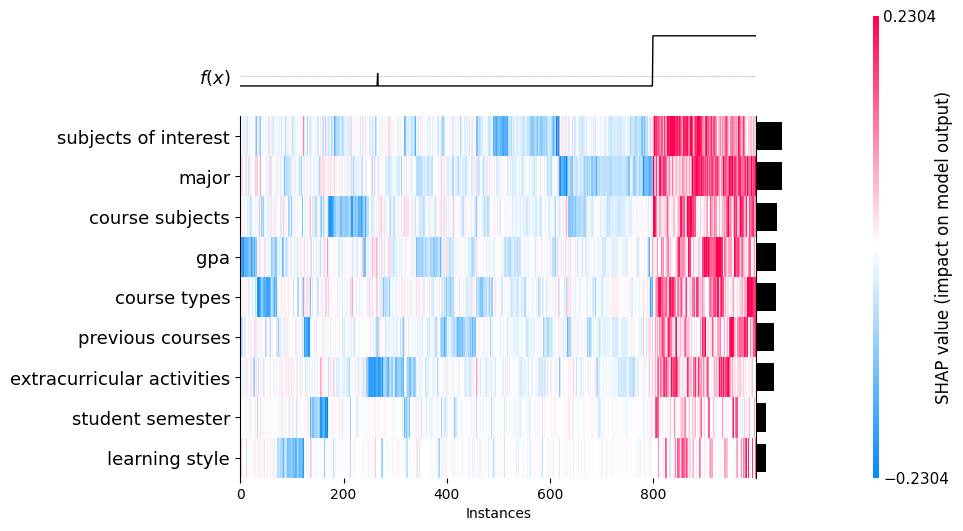 0.2304
f(x)
subjects of interest
major
course subjects
gpa
course types
previous courses
extracurricular activities
student semester
learning style
0 200 400 600 800
Instances
−0.2304
SHAP value (impact on model output)